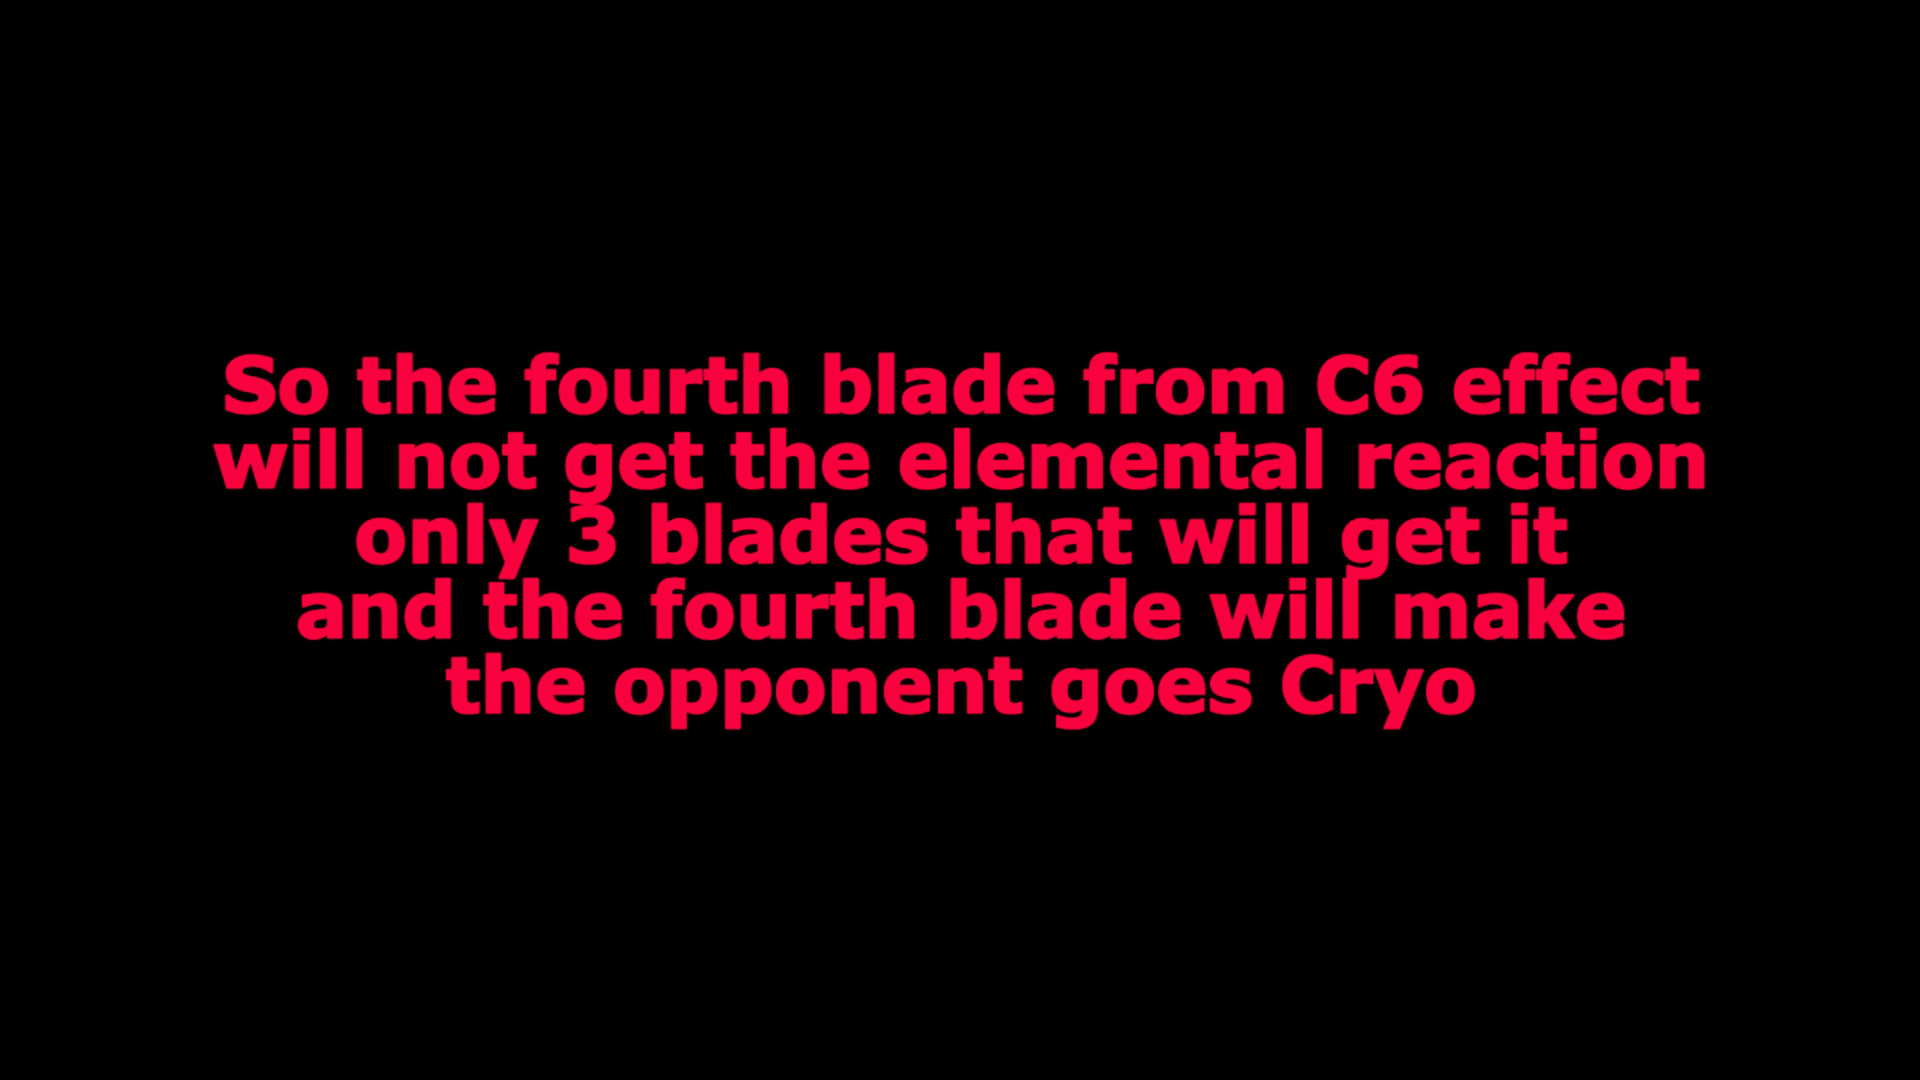 So the fourth blade from C6 effect
will not get the elemental reaction
only 3 blades that will get it
and the fourth blade will make
the opponent goes Cryo